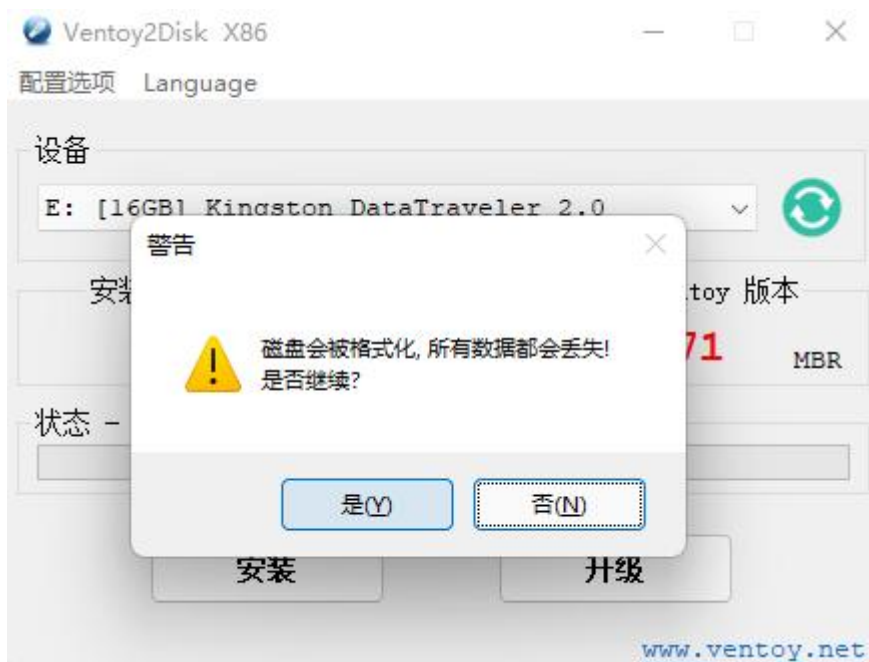 Ventoy2Disk X86
配置选项 Language
设备
E: [16GB] Kingston DataTraveler 2.0
警告
安装
toy 版本
磁盘会被格式化, 所有数据都会丢失!
是否继续?
71
MBR
状态 –
是(Y) 否(N)
安装 升级
www.ventoy.net